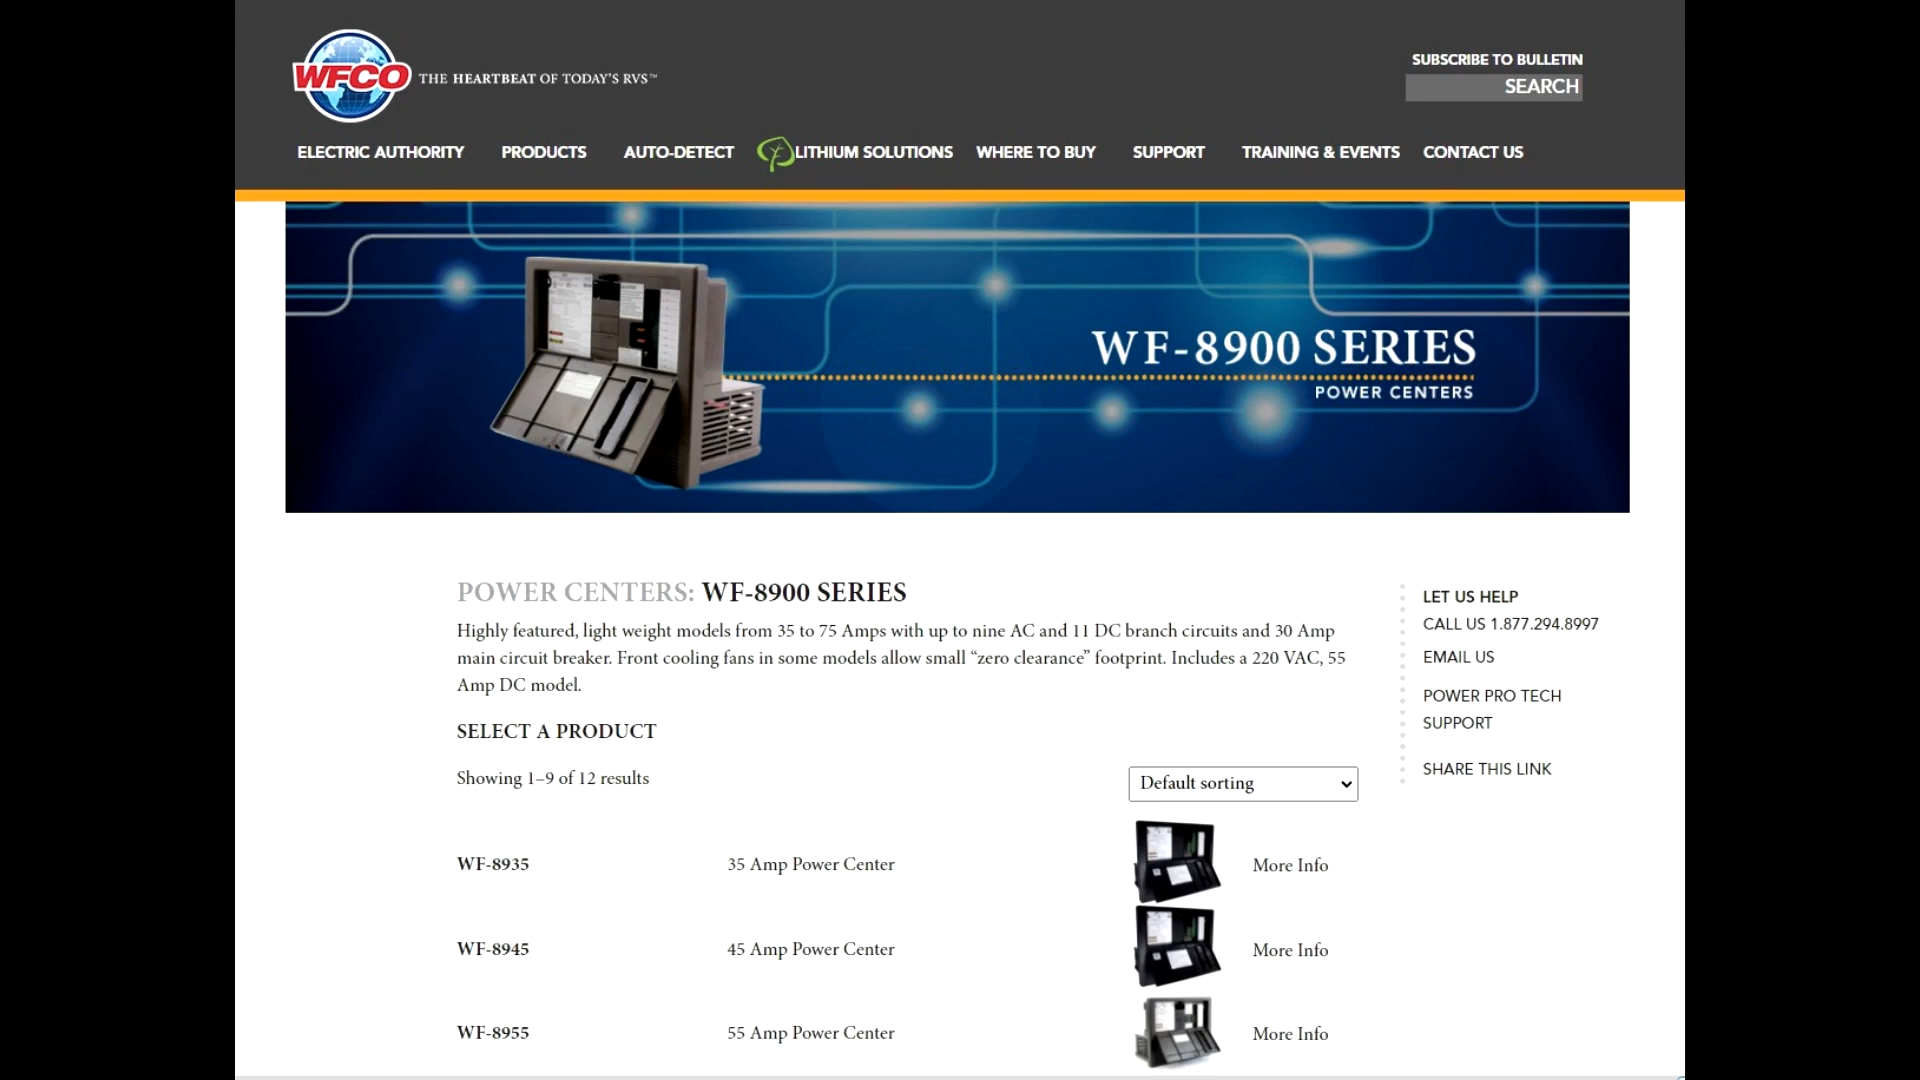 WFCO
THE HEARTBEAT OF TODAY'S RVS™
SUBSCRIBE TO BULLETIN
SEARCH
ELECTRIC AUTHORITY
PRODUCTS
AUTO-DETECT
LITHIUM SOLUTIONS
WHERE TO BUY
SUPPORT
TRAINING & EVENTS
CONTACT US
WF-8900 SERIES
POWER CENTERS
POWER CENTERS: WF-8900 SERIES
Highly featured, light weight models from 35 to 75 Amps with up to nine AC and 11 DC branch circuits and 30 Amp
main circuit breaker. Front cooling fans in some models allow small “zero clearance” footprint. Includes a 220 VAC, 55
Amp DC model.
SELECT A PRODUCT
Showing 1–9 of 12 results
Default sorting
WF-8935
35 Amp Power Center
More Info
WF-8945
45 Amp Power Center
More Info
WF-8955
55 Amp Power Center
More Info
LET US HELP
CALL US 1.877.294.8997
EMAIL US
POWER PRO TECH
SUPPORT
SHARE THIS LINK